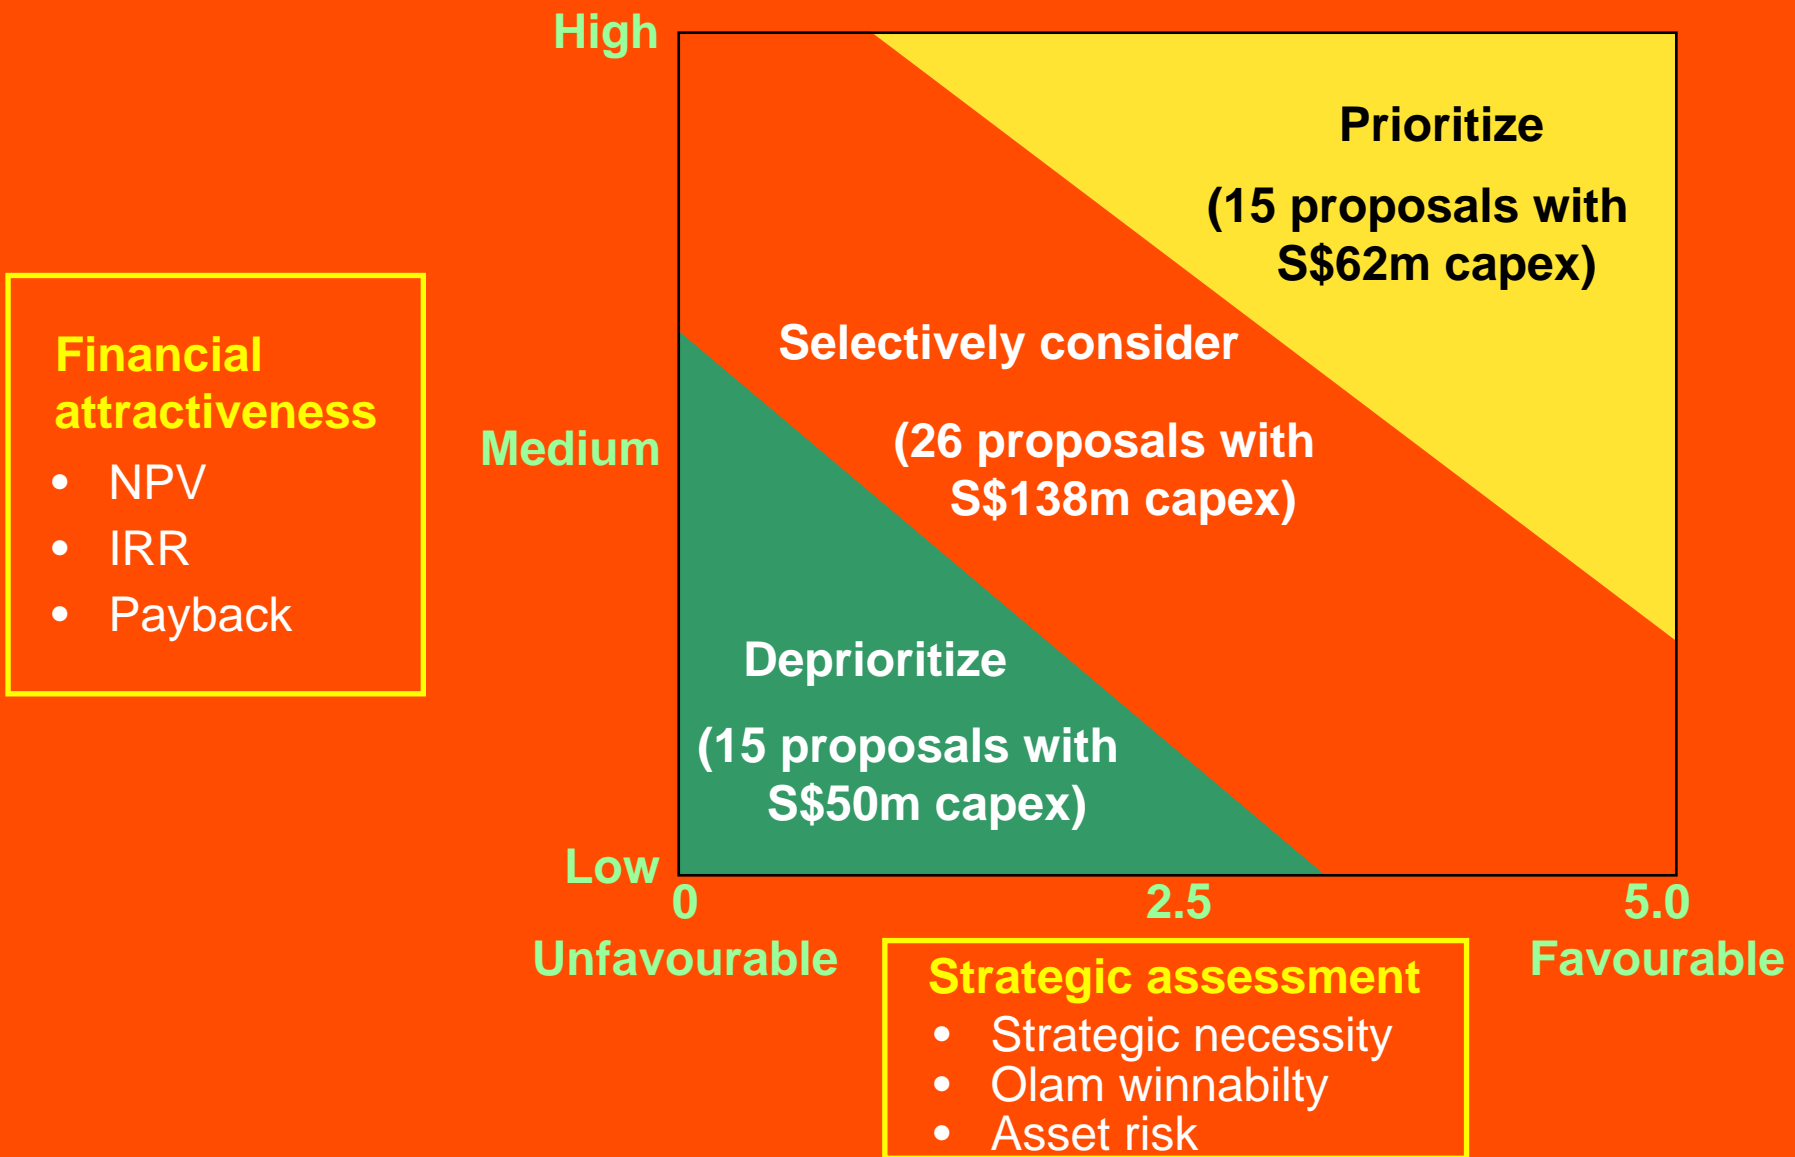 High
Prioritize
(15 proposals with
S$62m capex)
Financial
attractiveness
• NPV
• IRR
• Payback
Selectively consider
(26 proposals with
S$138m capex)
Medium
Deprioritize
(15 proposals with
S$50m capex)
Low
0 2.5 5.0
Unfavourable Favourable
Strategic assessment
• Strategic necessity
• Olam winnabilty
• Asset risk